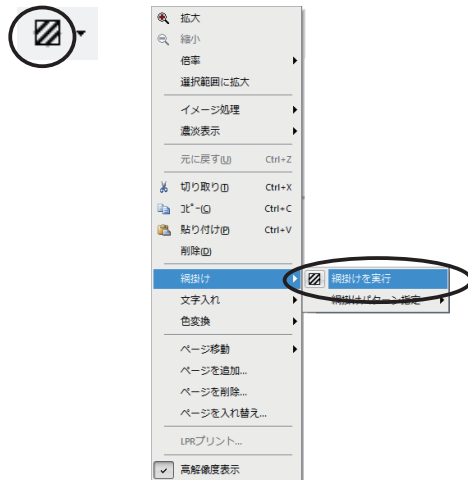 拡大
縮小
倍率
選択範囲に拡大
イメージ処理
濃淡表示
元に戻す(U) Ctrl+Z
切り取り(T) Ctrl+X
ｺﾋﾟｰ(C) Ctrl+C
貼り付け(P) Ctrl+V
削除(D)
網掛け
網掛けを実行
文字入れ
網掛けパターン指定
色変換
ページ移動
ページを追加...
ページを削除...
ページを入れ替え...
LPRプリント...
高解像度表示